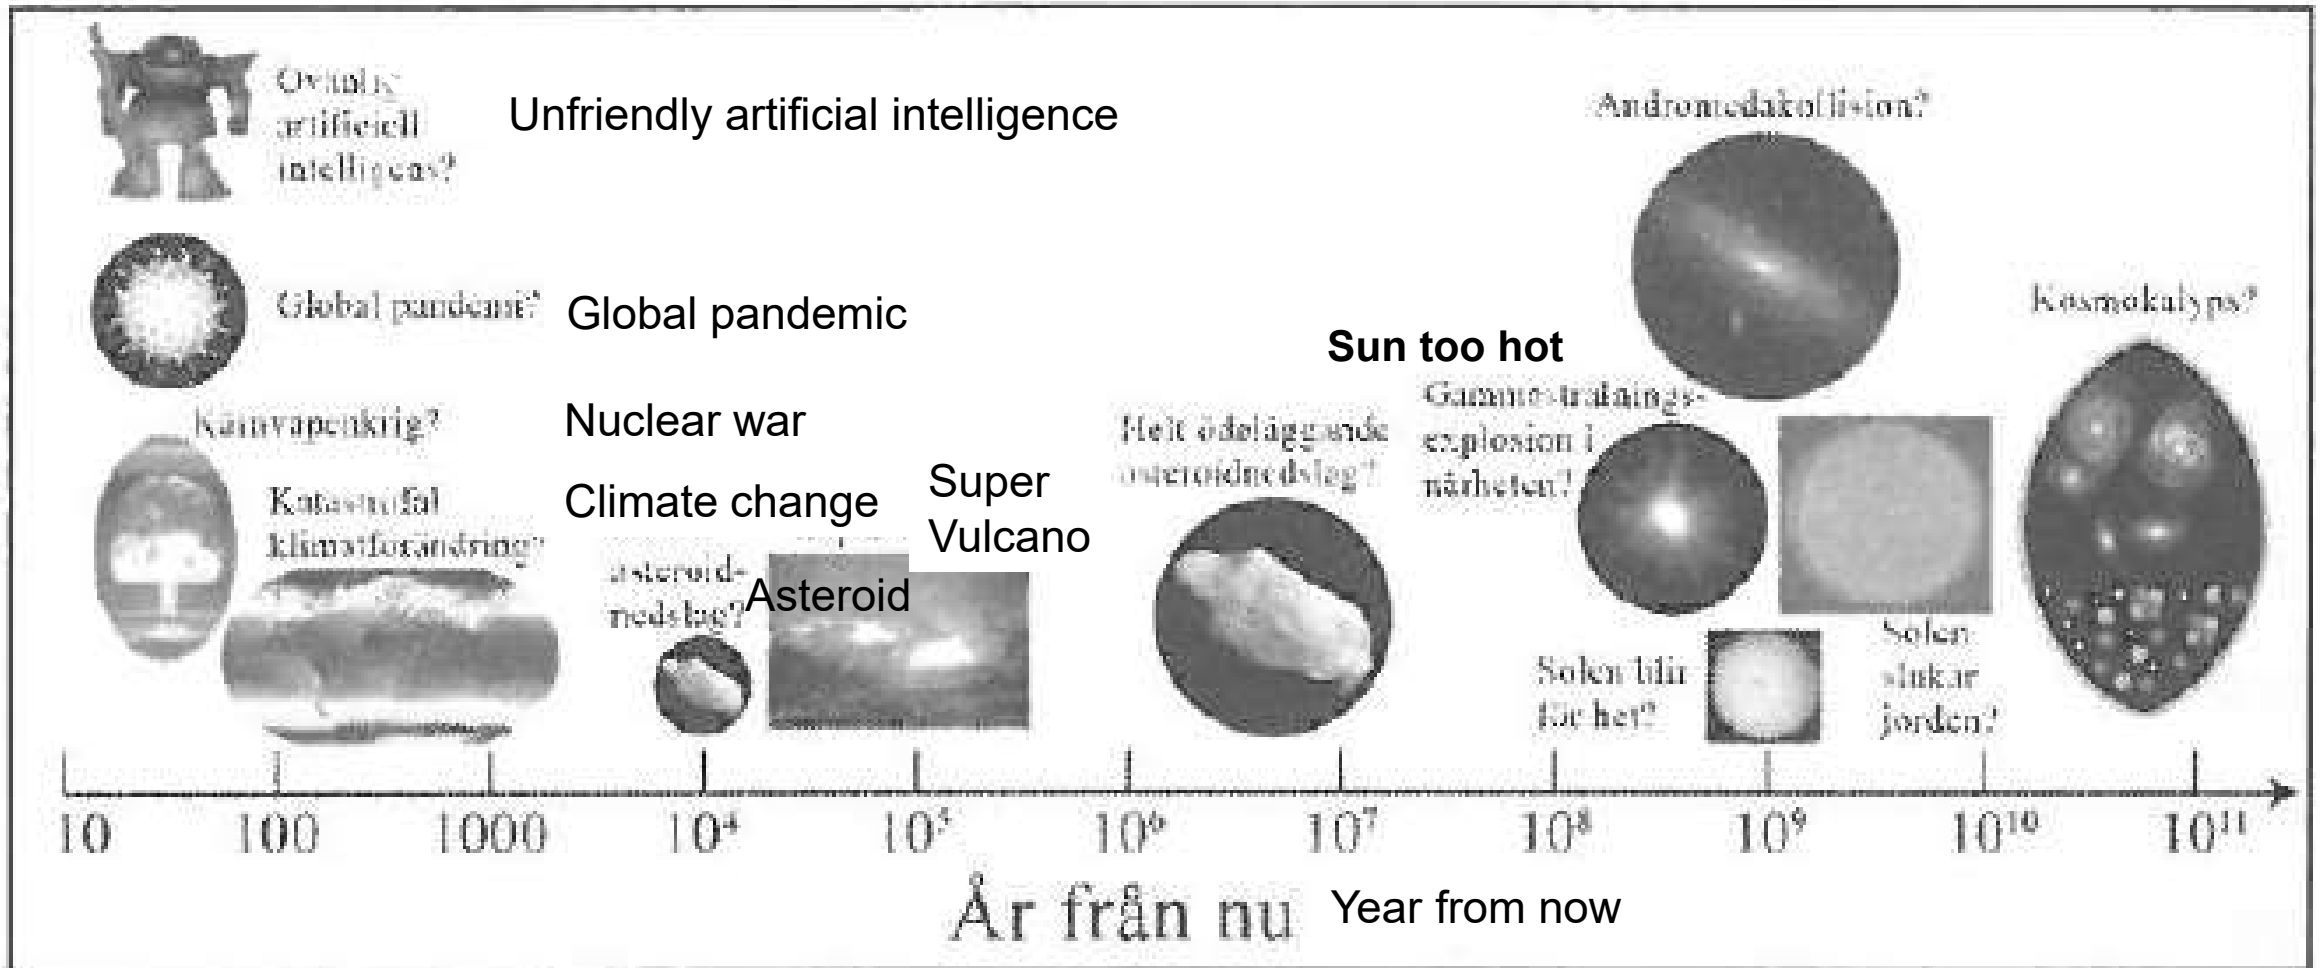 Ovänlig
artificiell
intelligens?
Unfriendly artificial intelligence
Andromedakollision?
Global pandemi?
Global pandemic
Kosmokalyps?
Sun too hot
Kärnvapenkrig?
Nuclear war
Helt ödeläggande
asteroidnedslag?
Gammastrålnings-
explosion i
närheten?
Katastrofal
klimatförändring?
Climate change
Super
Vulcano
asteroid-
nedslag?
Asteroid
Solen blir
för het?
Solen
slukar
jorden?
10 100 1000 10⁴ 10⁵ 10⁶ 10⁷ 10⁸ 10⁹ 10¹⁰ 10¹¹
År från nu
Year from now